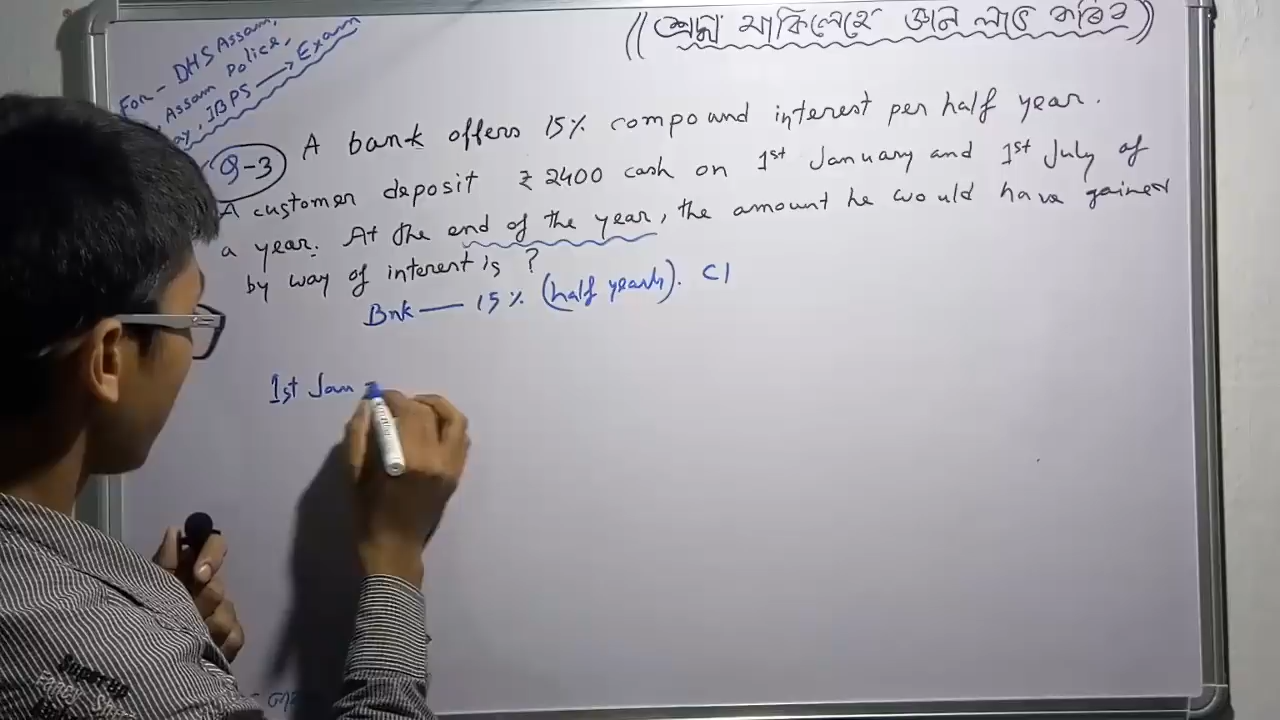 For - DHS Assam,
Assam Police,
IBPS → Exam
|| শ্ৰদ্ধা থাকিলেহে জ্ঞান লাভ কৰিব ||
Q-3 A bank offers 15% compound interest per half year.
A customer deposit ₹ 2400 cash on 1st January and 1st July of
a year. At the end of the year, the amount he would have gained
by way of interest is ?
Bnk — 15% (half yearly). CI
1st Jan =
Superup